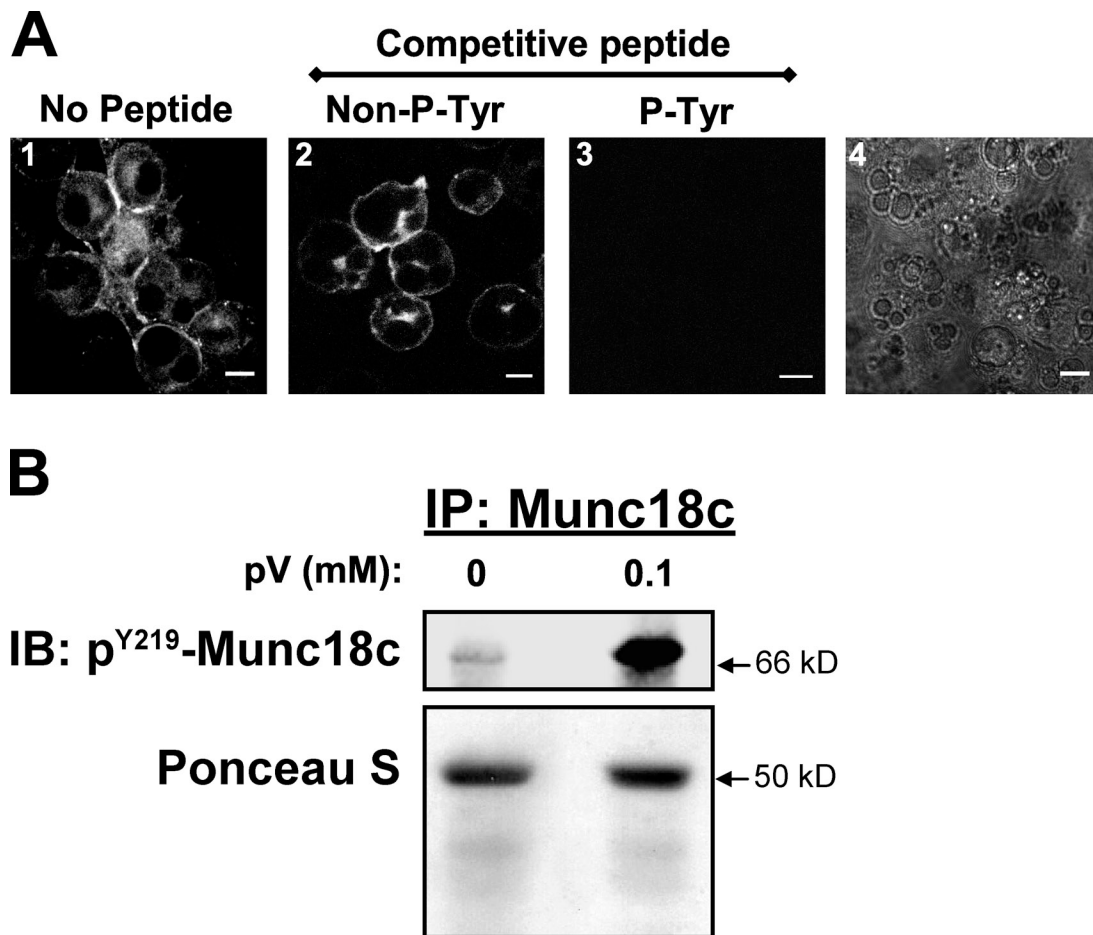 A
Competitive peptide
No Peptide
Non-P-Tyr
P-Tyr
1
2
3
4
B
IP: Munc18c
pV (mM): 0 0.1
IB: pY219-Munc18c
66 kD
Ponceau S
50 kD